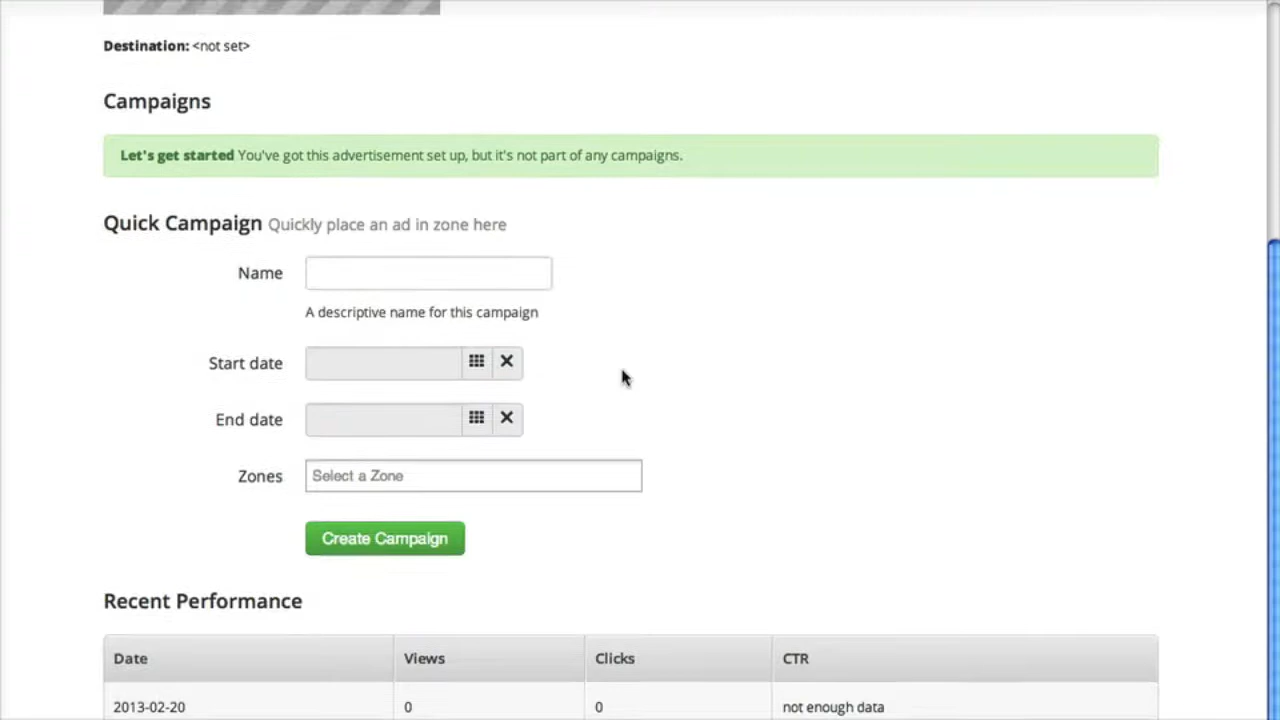 Destination: <not set>
Campaigns
Let's get started You've got this advertisement set up, but it's not part of any campaigns.
Quick Campaign Quickly place an ad in zone here
Name
A descriptive name for this campaign
Start date
End date
Zones Select a Zone
Create Campaign
Recent Performance
Date Views Clicks CTR
2013-02-20 0 0 not enough data